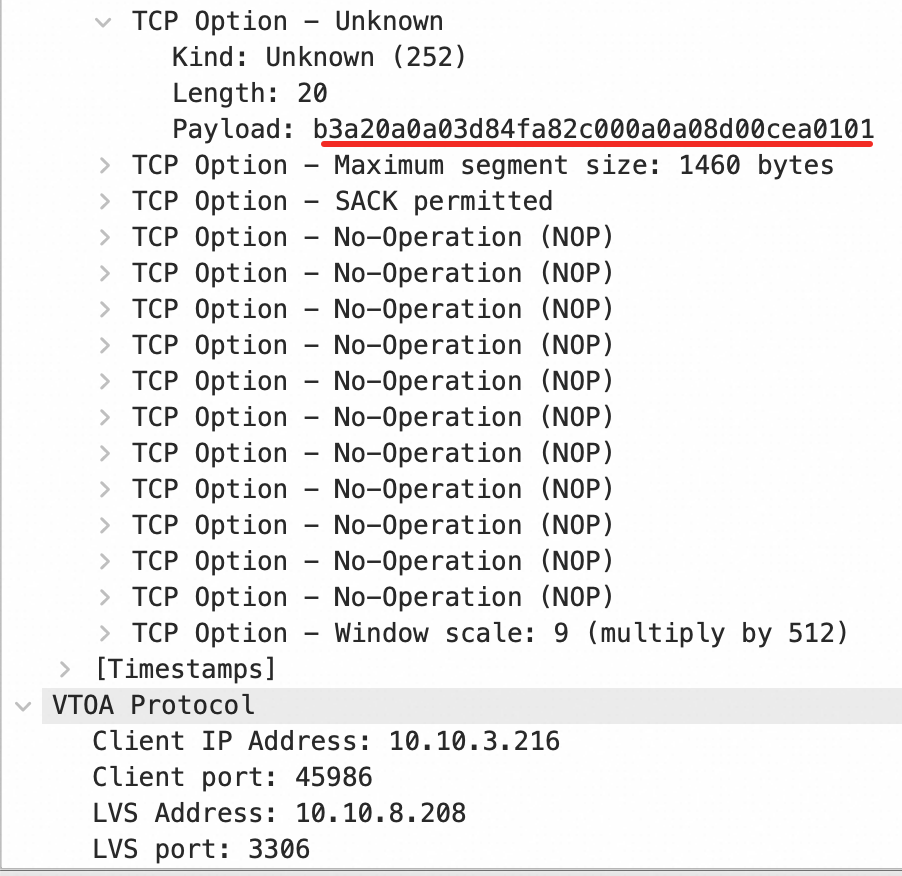 TCP Option – Unknown
Kind: Unknown (252)
Length: 20
Payload: b3a20a0a03d84fa82c000a0a08d00cea0101
TCP Option – Maximum segment size: 1460 bytes
TCP Option – SACK permitted
TCP Option – No-Operation (NOP)
TCP Option – No-Operation (NOP)
TCP Option – No-Operation (NOP)
TCP Option – No-Operation (NOP)
TCP Option – No-Operation (NOP)
TCP Option – No-Operation (NOP)
TCP Option – No-Operation (NOP)
TCP Option – No-Operation (NOP)
TCP Option – No-Operation (NOP)
TCP Option – No-Operation (NOP)
TCP Option – No-Operation (NOP)
TCP Option – Window scale: 9 (multiply by 512)
[Timestamps]
VTOA Protocol
Client IP Address: 10.10.3.216
Client port: 45986
LVS Address: 10.10.8.208
LVS port: 3306